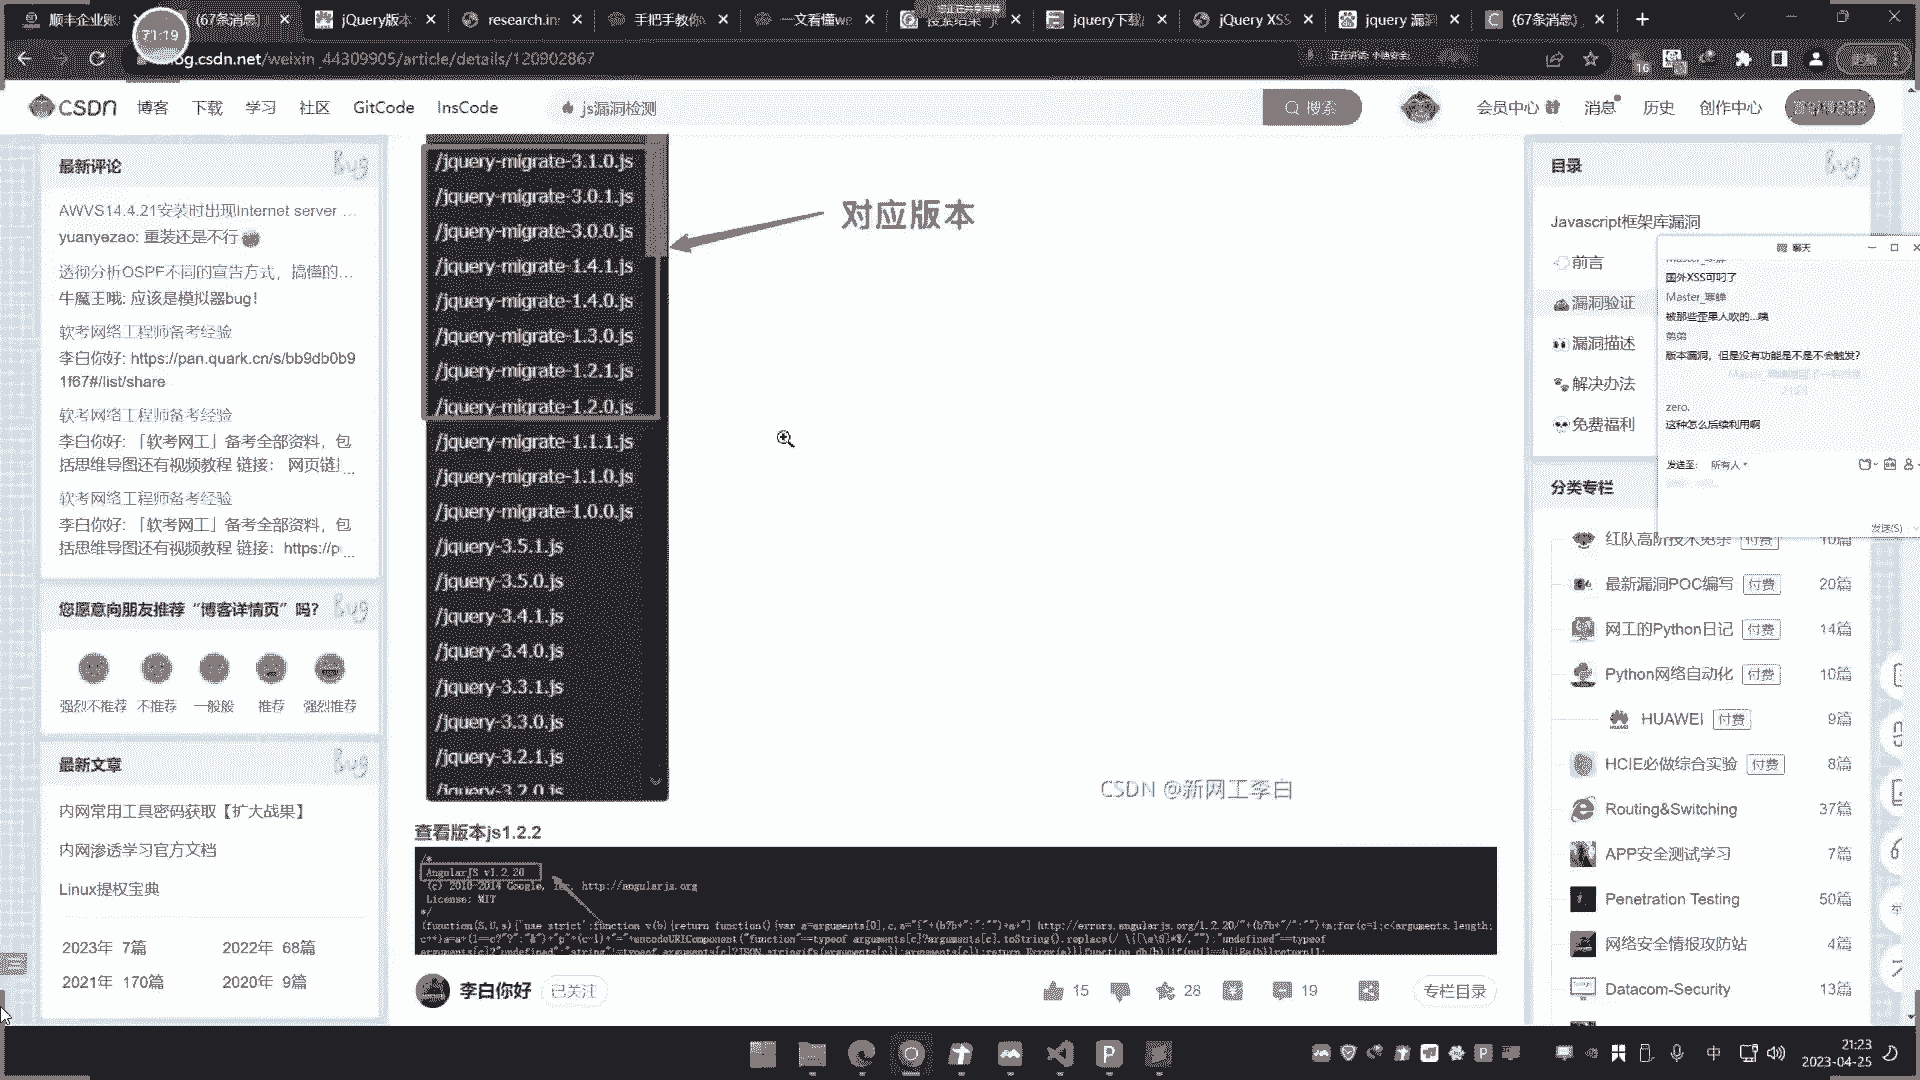 顺丰企业账
(67条消息)
jQuery版本
research.in
手把手教你
一文看懂we
搜索结果
jquery下载
jQuery XSS
jquery 漏洞
(67条消息)
71:19
og.csdn.net/weixin_44309905/article/details/120902867
16
CSDN
博客
下载
学习
社区
GitCode
InsCode
js漏洞检测
搜索
会员中心
消息
历史
创作中心
最新评论
AWVS14.4.21安装时出现Internet server ...
yuanyezao: 重装还是不行
透彻分析OSPF不同的宣告方式，搞懂的...
牛魔王哦: 应该是模拟器bug！
软考网络工程师备考经验
李白你好: https://pan.quark.cn/s/bb9db0b9
1f67#/list/share
软考网络工程师备考经验
李白你好: 「软考网工」备考全部资料，包
括思维导图还有视频教程 链接： 网页链...
软考网络工程师备考经验
李白你好: 「软考网工」备考全部资料，包
括思维导图还有视频教程 链接：https://p...
您愿意向朋友推荐“博客详情页”吗？
强烈不推荐
不推荐
一般般
推荐
强烈推荐
最新文章
内网常用工具密码获取【扩大战果】
内网渗透学习官方文档
Linux提权宝典
2023年 7篇
2022年 68篇
2021年 170篇
2020年 9篇
/jquery-migrate-3.1.0.js
/jquery-migrate-3.0.1.js
/jquery-migrate-3.0.0.js
/jquery-migrate-1.4.1.js
/jquery-migrate-1.4.0.js
/jquery-migrate-1.3.0.js
/jquery-migrate-1.2.1.js
/jquery-migrate-1.2.0.js
/jquery-migrate-1.1.1.js
/jquery-migrate-1.1.0.js
/jquery-migrate-1.0.0.js
/jquery-3.5.1.js
/jquery-3.5.0.js
/jquery-3.4.1.js
/jquery-3.4.0.js
/jquery-3.3.1.js
/jquery-3.3.0.js
/jquery-3.2.1.js
/jquery-3.2.0.js
对应版本
CSDN @新网工李白
查看版本js1.2.2
/*
AngularJS v1.2.20
(c) 2010-2014 Google, Inc. http://angularjs.org
License: MIT
*/
李白你好
已关注
15
28
19
专栏目录
目录
Javascript框架库漏洞
前言
漏洞验证
漏洞描述
解决办法
免费福利
聊天
国外XSS可叼了
被那些歪果人吹的...咦
弟弟
版本漏洞，但是没有功能是不是不会触发?
zero.
这种怎么后续利用啊
发送至: 所有人
发送(S)
分类专栏
红队高阶技术免杀 付费 10篇
最新漏洞POC编写 付费 20篇
网工的Python日记 付费 14篇
Python网络自动化 付费 10篇
HUAWEI 付费 9篇
HCIE必做综合实验 付费 8篇
Routing&Switching 37篇
APP安全测试学习 7篇
Penetration Testing 50篇
网络安全情报攻防站 4篇
Datacom-Security 13篇
中
21:23
2023-04-25